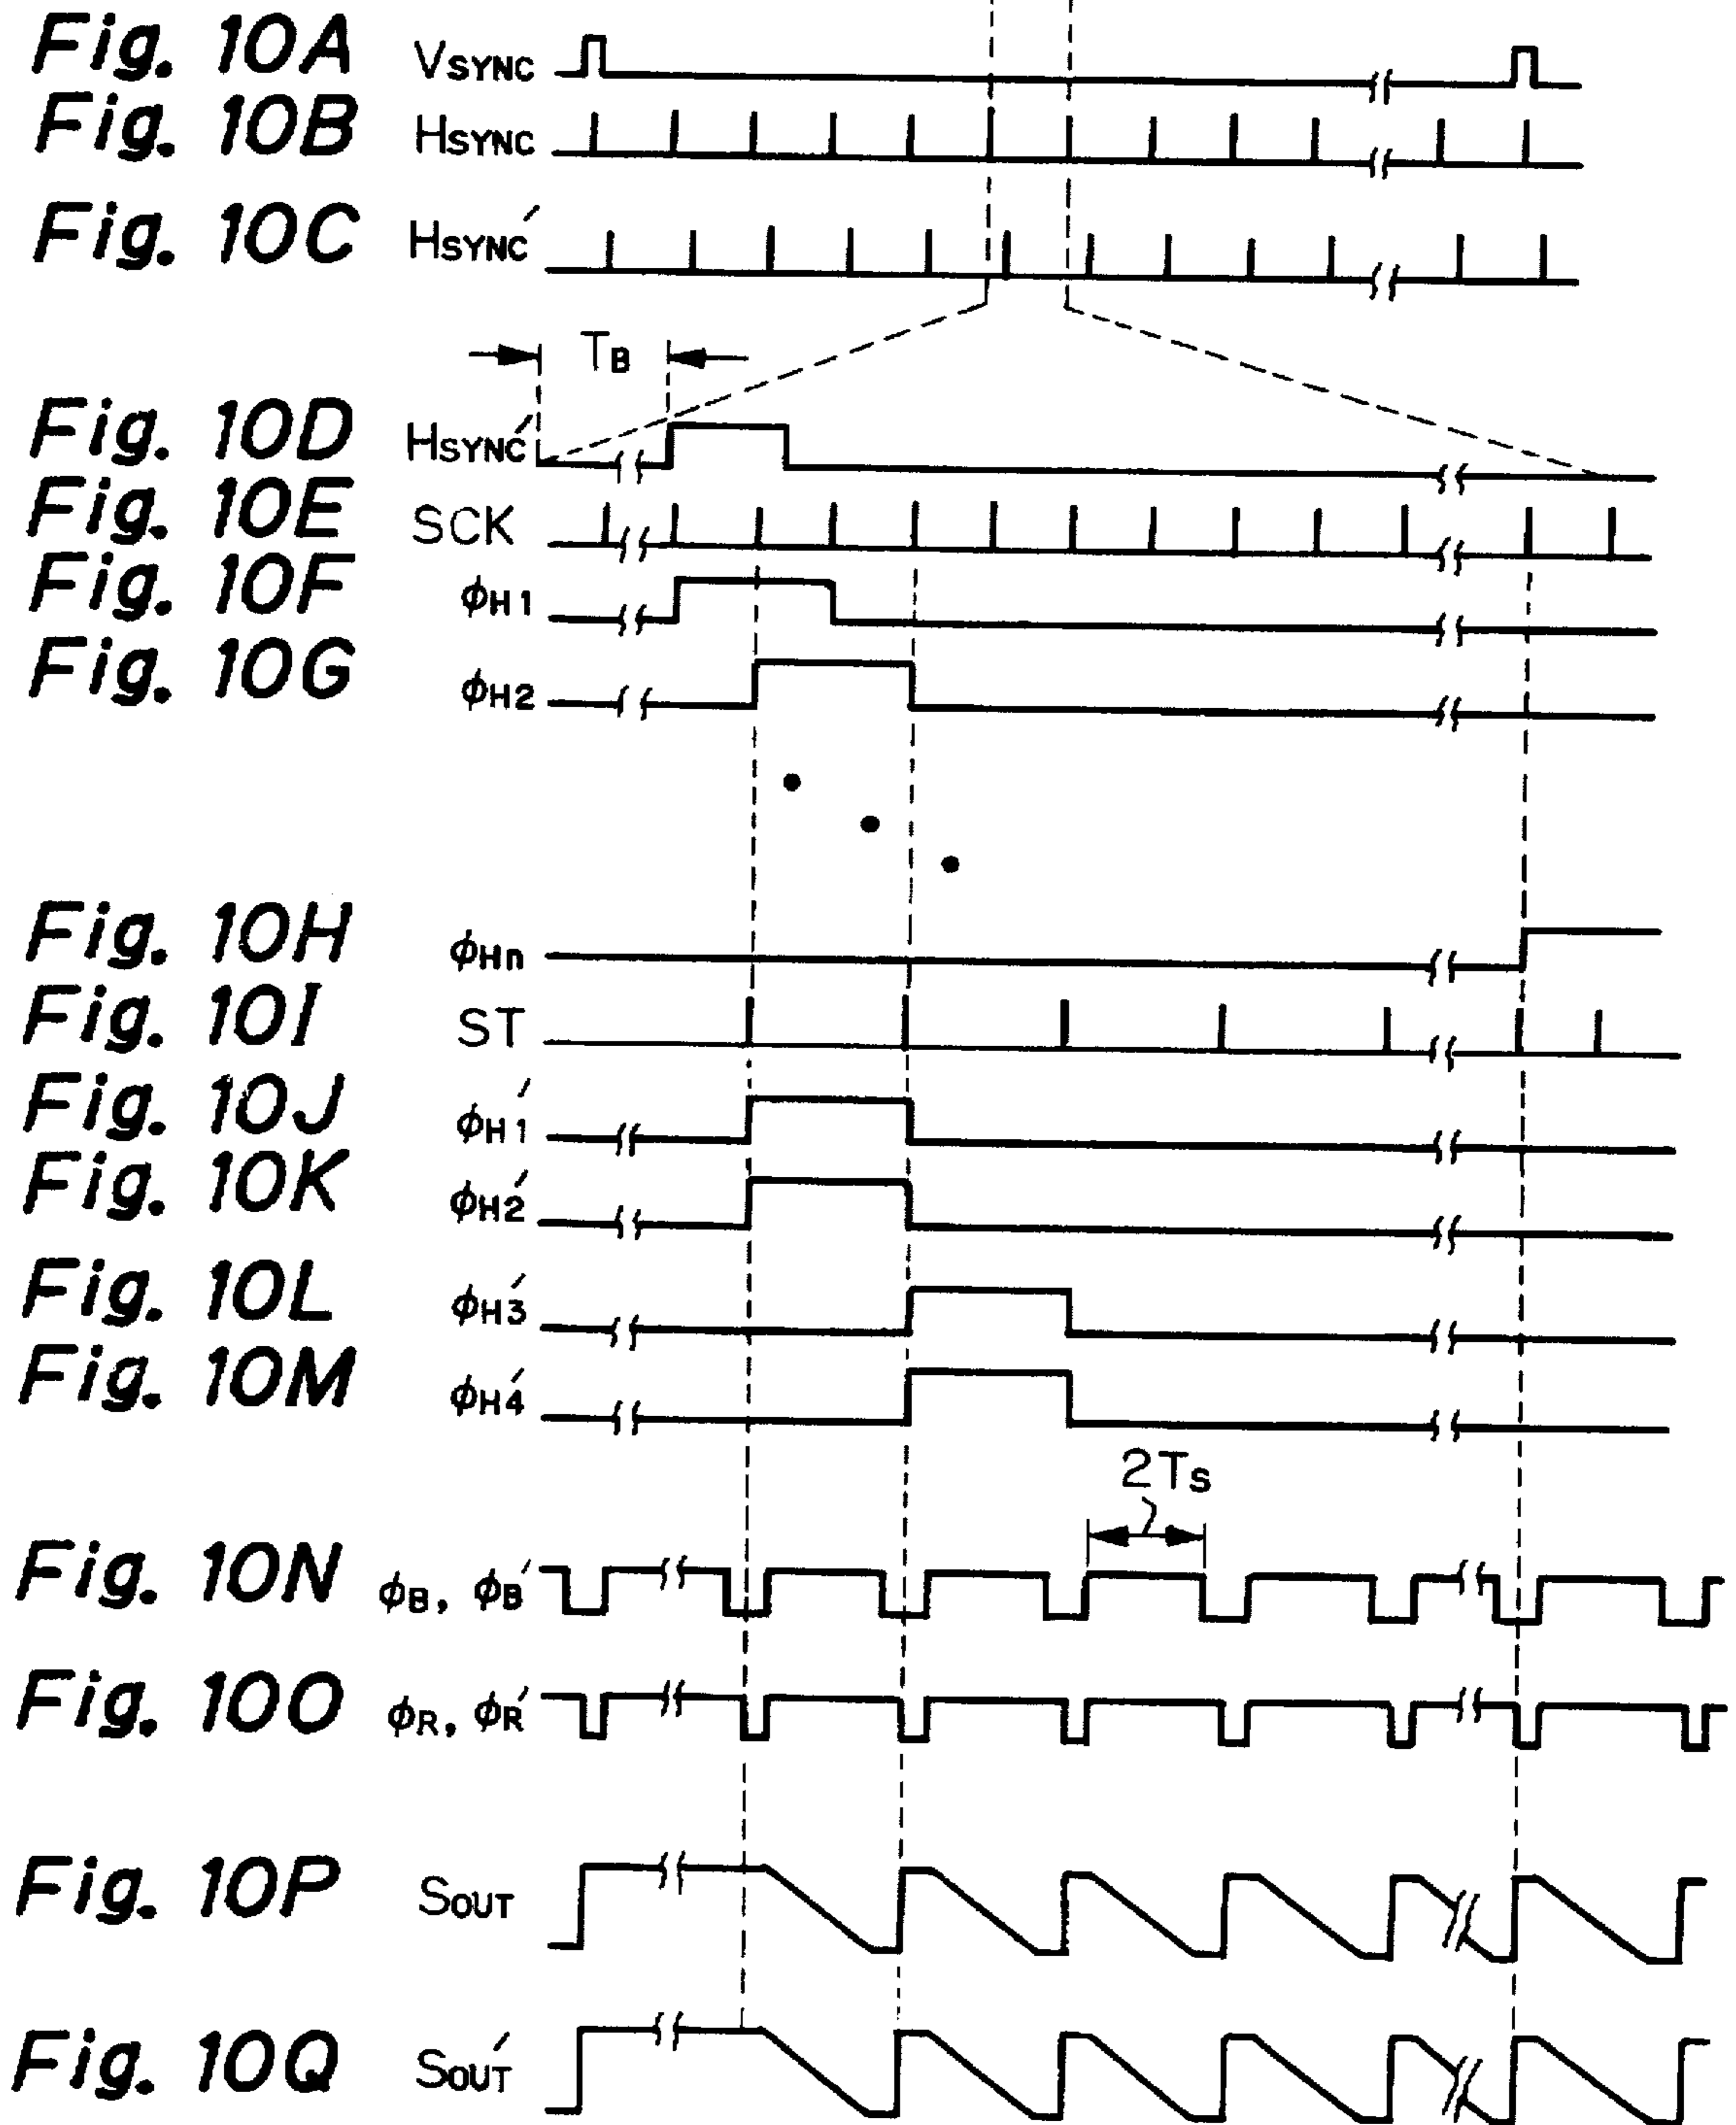 Fig. 10A VSYNC
Fig. 10B HSYNC
Fig. 10C HSYNC′
TB
Fig. 10D HSYNC′
Fig. 10E SCK
Fig. 10F φH1
Fig. 10G φH2
Fig. 10H φHn
Fig. 10I ST
Fig. 10J φH1′
Fig. 10K φH2′
Fig. 10L φH3′
Fig. 10M φH4′
2Ts
Fig. 10N φB, φB′
Fig. 10O φR, φR′
Fig. 10P SOUT
Fig. 10Q SOUT′